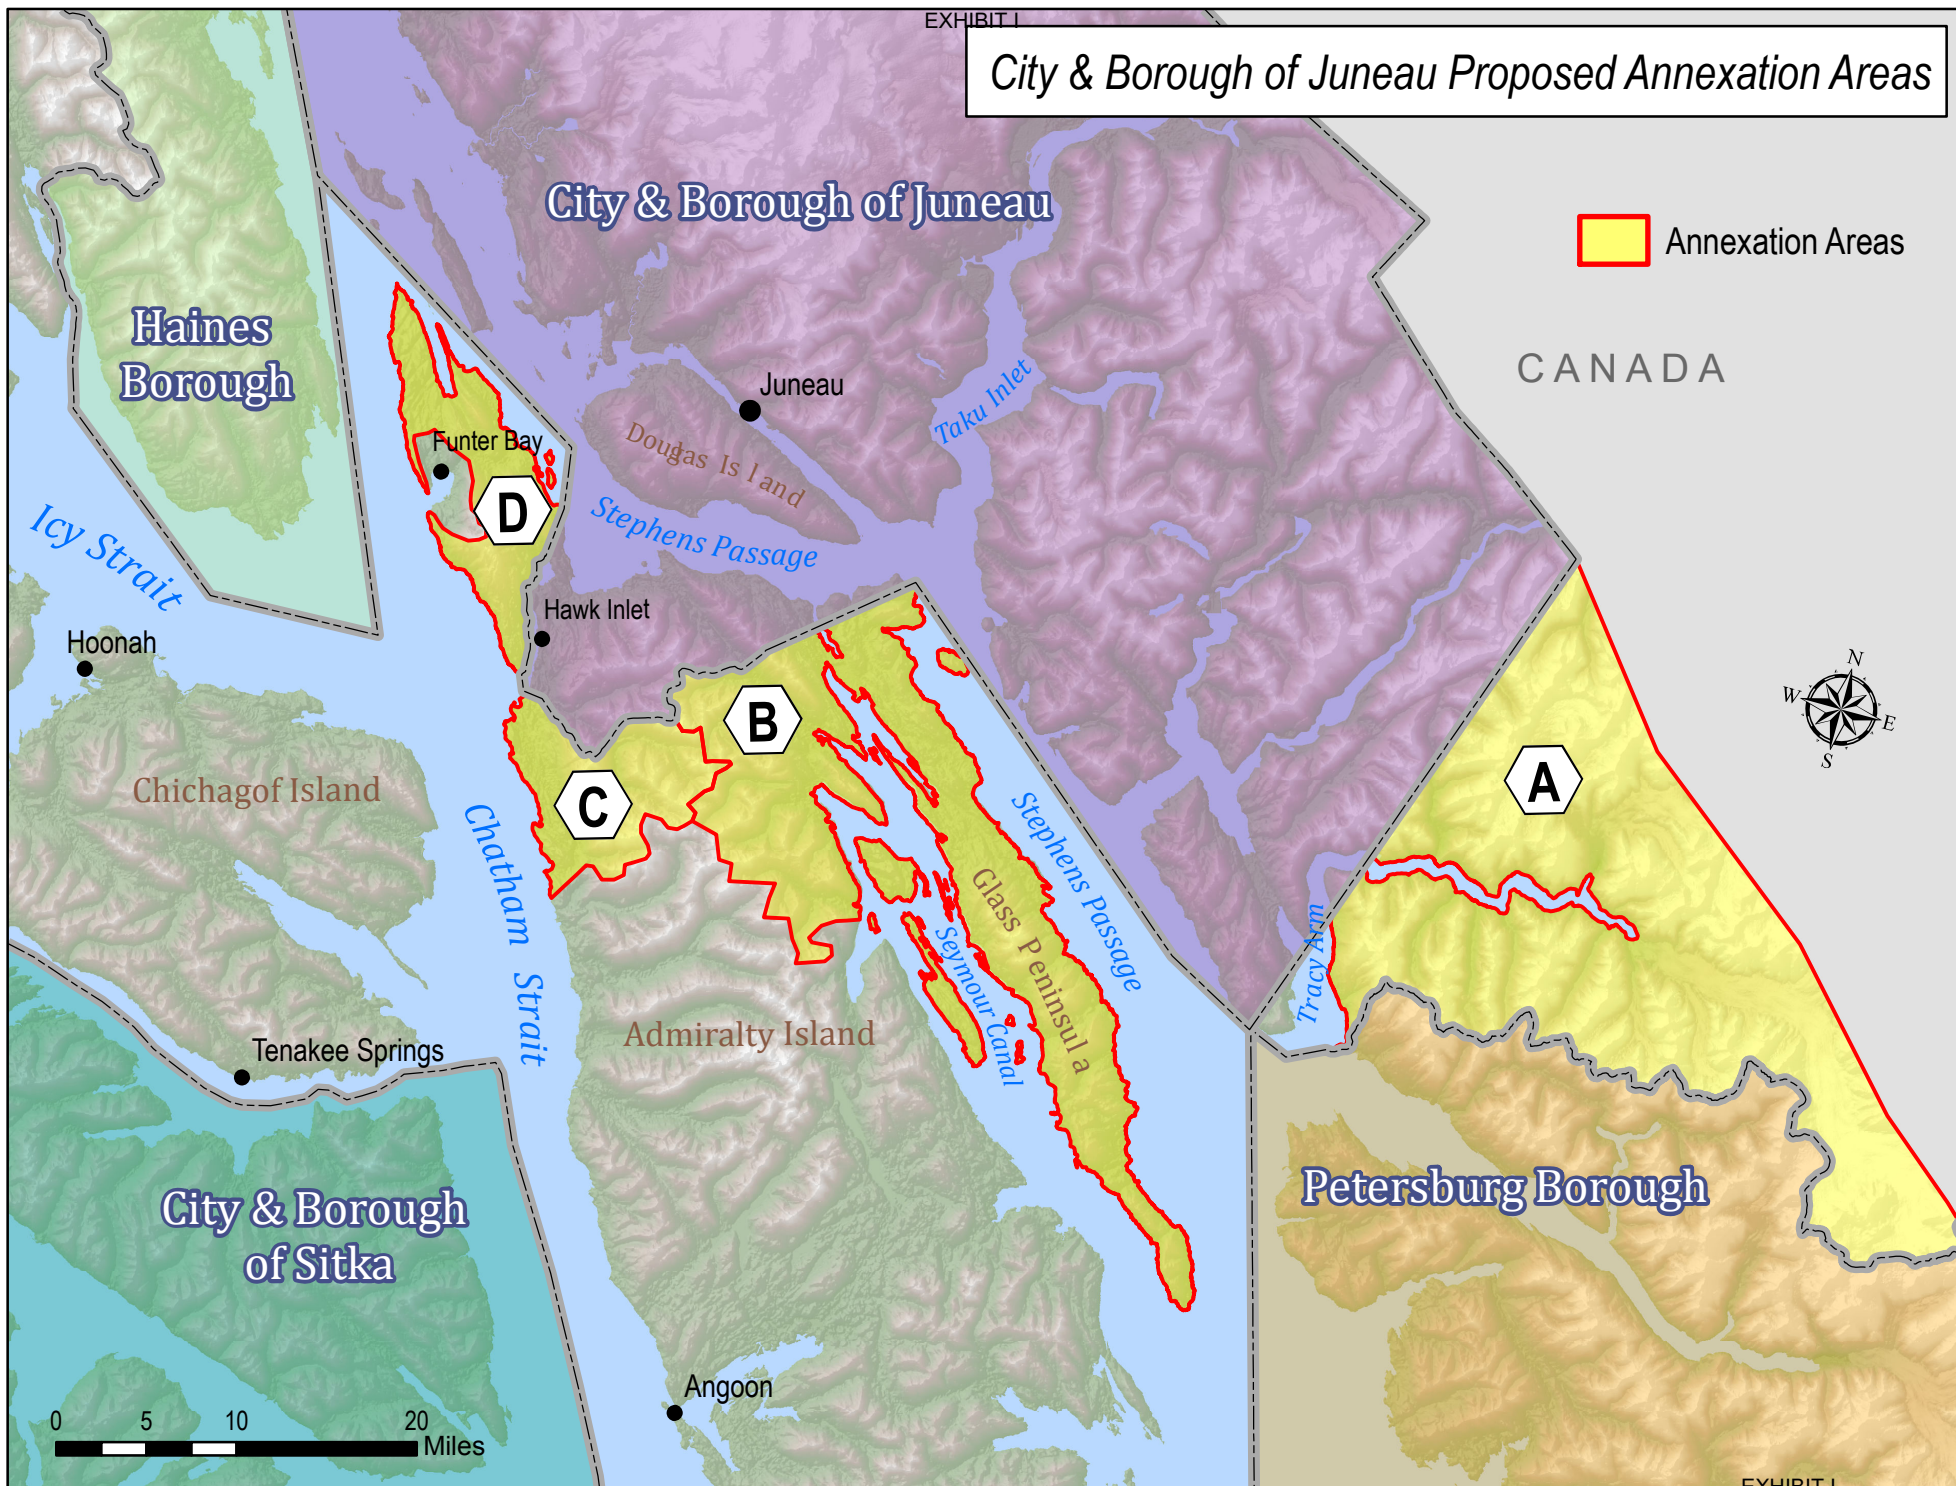 EXHIBIT I
City & Borough of Juneau Proposed Annexation Areas
City & Borough of Juneau
Annexation Areas
Haines
Borough
CANADA
Juneau
Taku Inlet
Dougas Island
Funter Bay
D
Stephens Passage
Icy Strait
Hawk Inlet
Hoonah
N
W
E
S
B
A
C
Chichagof Island
Chatham Strait
Stephens Passage
Glass Peninsula
Seymour Canal
Tracy Arm
Admiralty Island
Tenakee Springs
Petersburg Borough
City & Borough
of Sitka
Angoon
0 5 10 20
Miles
EXHIBIT I